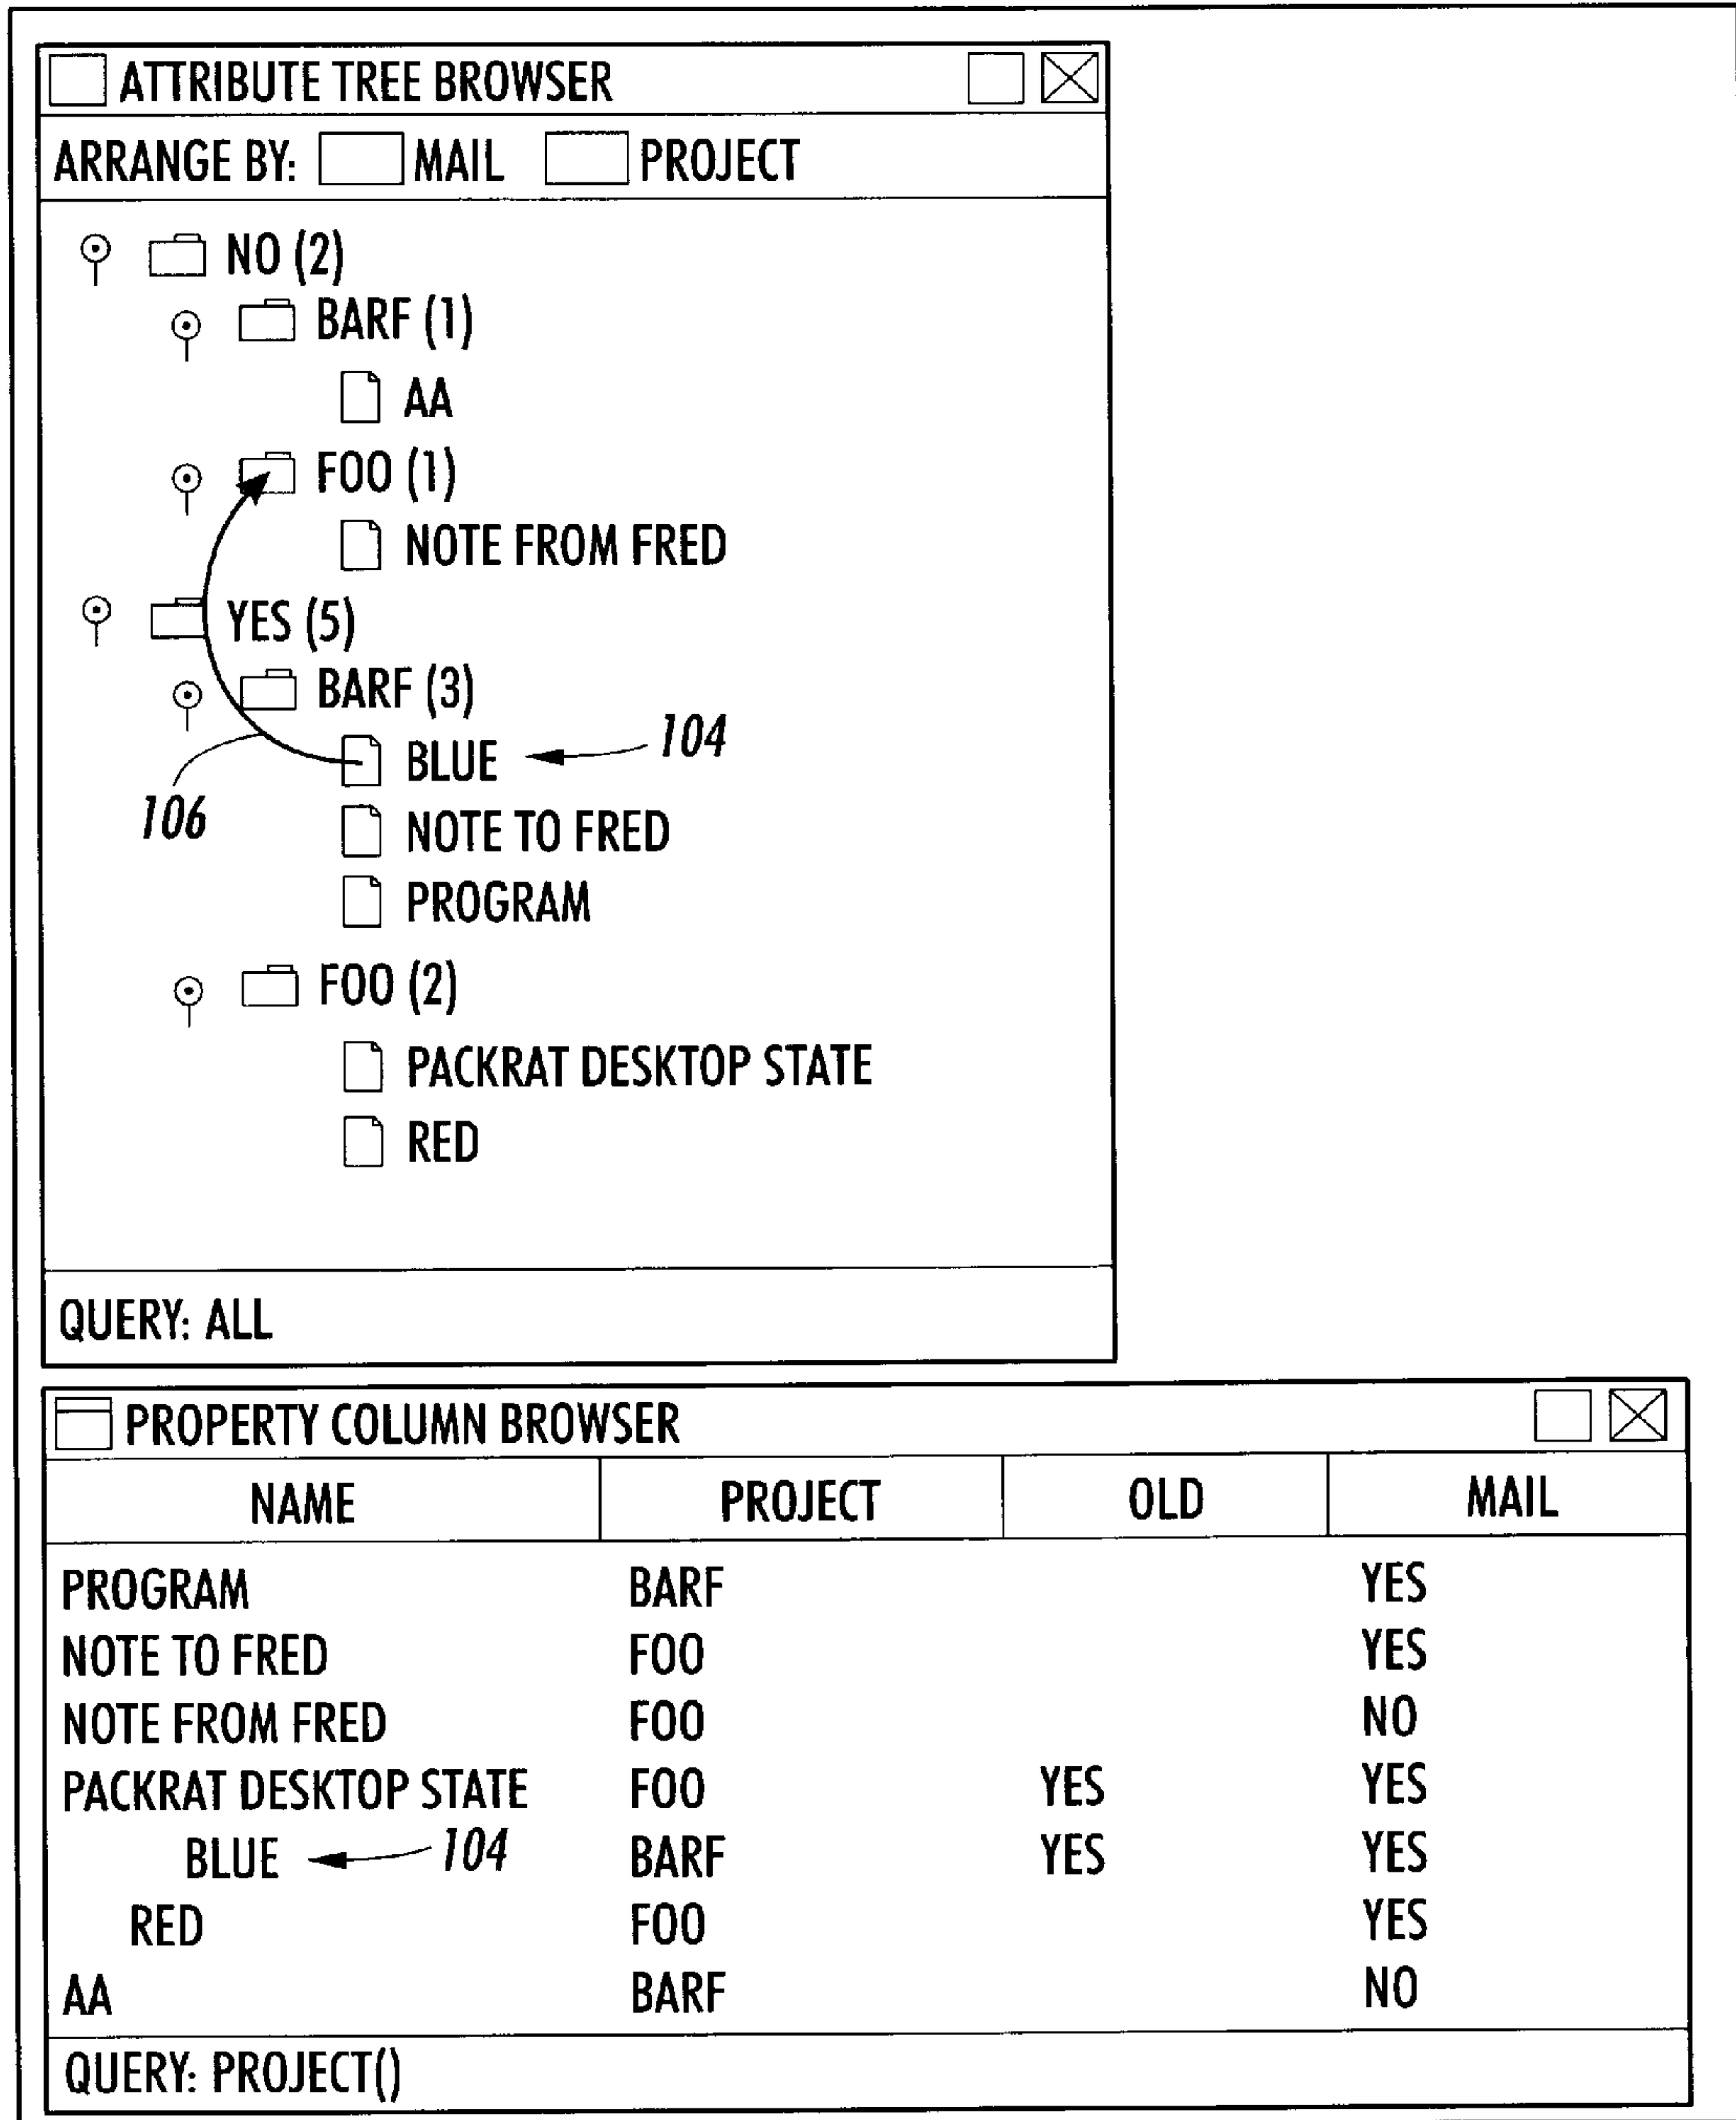 ATTRIBUTE TREE BROWSER
ARRANGE BY: MAIL PROJECT
NO (2)
BARF (1)
AA
FOO (1)
NOTE FROM FRED
YES (5)
BARF (3)
BLUE 104
106
NOTE TO FRED
PROGRAM
FOO (2)
PACKRAT DESKTOP STATE
RED
QUERY: ALL
PROPERTY COLUMN BROWSER
NAME PROJECT OLD MAIL
PROGRAM BARF YES
NOTE TO FRED FOO YES
NOTE FROM FRED FOO NO
PACKRAT DESKTOP STATE FOO YES YES
BLUE 104 BARF YES YES
RED FOO YES
AA BARF NO
QUERY: PROJECT()